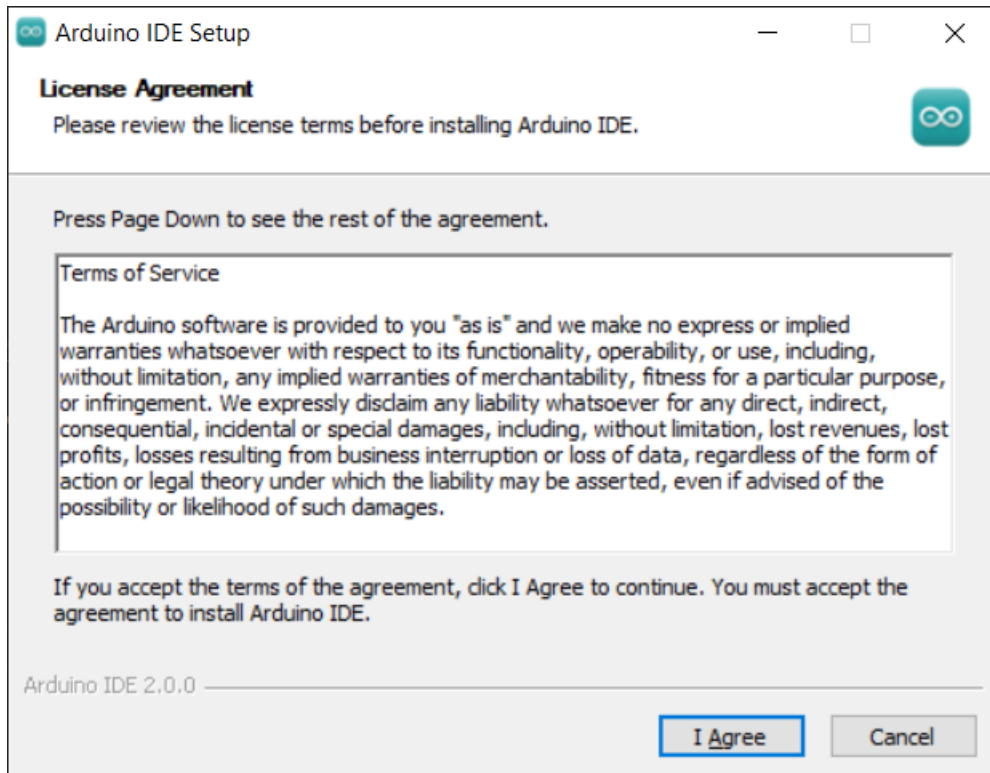 Arduino IDE Setup
License Agreement
Please review the license terms before installing Arduino IDE.
Press Page Down to see the rest of the agreement.
Terms of Service
The Arduino software is provided to you "as is" and we make no express or implied
warranties whatsoever with respect to its functionality, operability, or use, including,
without limitation, any implied warranties of merchantability, fitness for a particular purpose,
or infringement. We expressly disclaim any liability whatsoever for any direct, indirect,
consequential, incidental or special damages, including, without limitation, lost revenues, lost
profits, losses resulting from business interruption or loss of data, regardless of the form of
action or legal theory under which the liability may be asserted, even if advised of the
possibility or likelihood of such damages.
If you accept the terms of the agreement, click I Agree to continue. You must accept the
agreement to install Arduino IDE.
Arduino IDE 2.0.0
I Agree
Cancel